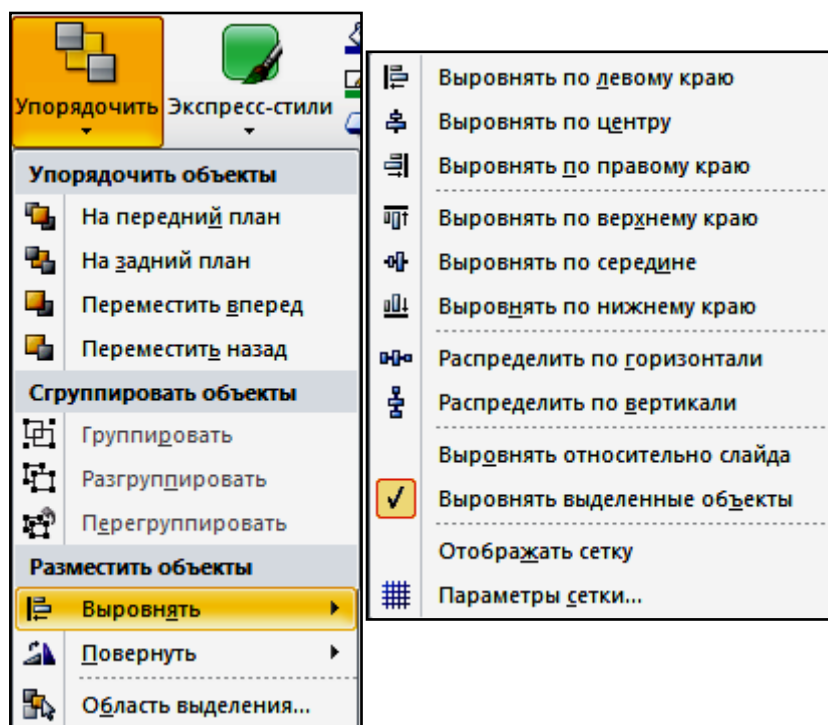 Упорядочить
Экспресс-стили
Упорядочить объекты
На передний план
На задний план
Переместить вперед
Переместить назад
Сгруппировать объекты
Группировать
Разгруппировать
Перегруппировать
Разместить объекты
Выровнять
Повернуть
Область выделения...
Выровнять по левому краю
Выровнять по центру
Выровнять по правому краю
Выровнять по верхнему краю
Выровнять по середине
Выровнять по нижнему краю
Распределить по горизонтали
Распределить по вертикали
Выровнять относительно слайда
Выровнять выделенные объекты
Отображать сетку
Параметры сетки...